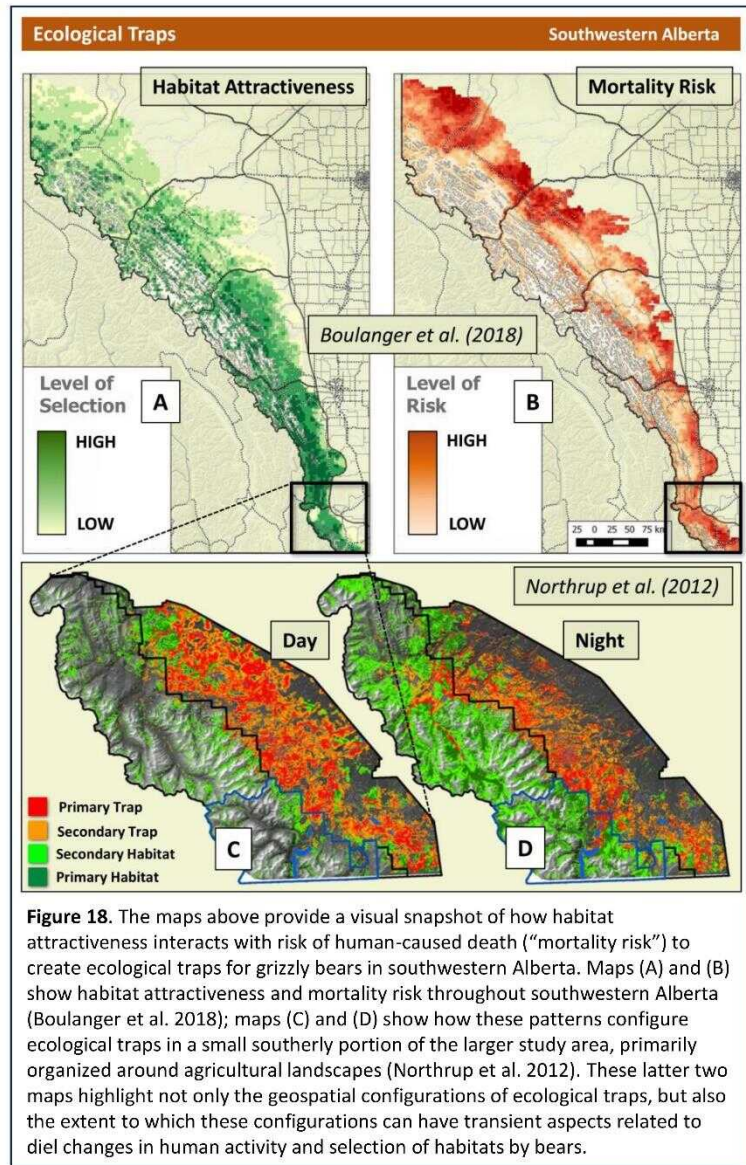 Ecological Traps
Southwestern Alberta
Habitat Attractiveness
Mortality Risk
Boulanger et al. (2018)
Level of
Selection
A
HIGH
LOW
Level of
Risk
B
HIGH
LOW
25 0 25 50 75 km
Northrup et al. (2012)
Day
Night
Primary Trap
Secondary Trap
Secondary Habitat
Primary Habitat
C
D
Figure 18. The maps above provide a visual snapshot of how habitat
attractiveness interacts with risk of human-caused death (“mortality risk”) to
create ecological traps for grizzly bears in southwestern Alberta. Maps (A) and (B)
show habitat attractiveness and mortality risk throughout southwestern Alberta
(Boulanger et al. 2018); maps (C) and (D) show how these patterns configure
ecological traps in a small southerly portion of the larger study area, primarily
organized around agricultural landscapes (Northrup et al. 2012). These latter two
maps highlight not only the geospatial configurations of ecological traps, but also
the extent to which these configurations can have transient aspects related to
diel changes in human activity and selection of habitats by bears.